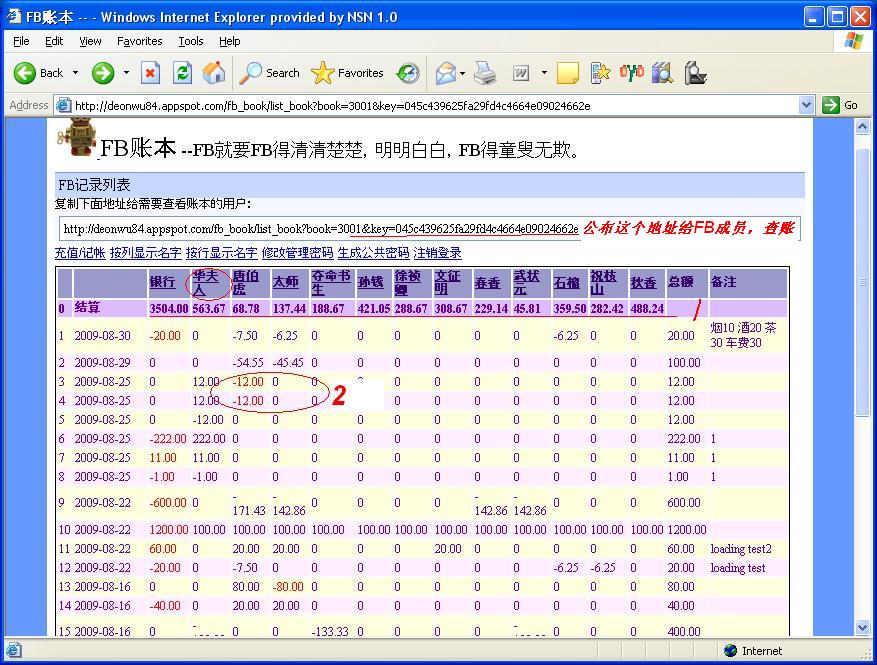 FB账本 -- - Windows Internet Explorer provided by NSN 1.0
File Edit View Favorites Tools Help
Back Search Favorites
Address http://deonwu84.appspot.com/fb_book/list_book?book=3001&key=045c439625fa29fd4c4664e09024662e Go
FB账本 --FB就要FB得清清楚楚, 明明白白, FB得童叟无欺。
FB记录列表
复制下面地址给需要查看账本的用户:
http://deonwu84.appspot.com/fb_book/list_book?book=3001&key=045c439625fa29fd4c4664e09024662e 公布这个地址给FB成员，查账
充值/记帐 按列显示名字 按行显示名字 修改管理密码 生成公共密码 注销登录
银行 华夫人 唐伯虎 太师 夺命书生 孙钱 徐祯卿 文征明 春香 武状元 石榴 祝枝山 秋香 总额 备注
0 结算 3504.00 563.67 68.78 137.44 188.67 421.05 288.67 308.67 229.14 45.81 359.50 282.42 488.24 1
1 2009-08-30 -20.00 0 -7.50 -6.25 0 0 0 0 0 0 -6.25 0 0 20.00 烟10 酒20 茶30 车费30
2 2009-08-29 0 0 -54.55 -45.45 0 0 0 0 0 0 0 0 0 100.00
3 2009-08-25 0 12.00 -12.00 0 0 0 0 0 0 0 0 0 12.00
4 2009-08-25 0 12.00 -12.00 0 0 2 0 0 0 0 0 0 0 12.00
5 2009-08-25 0 -12.00 0 0 0 0 0 0 0 0 0 0 0 12.00
6 2009-08-25 -222.00 222.00 0 0 0 0 0 0 0 0 0 0 0 222.00 1
7 2009-08-25 11.00 11.00 0 0 0 0 0 0 0 0 0 0 0 11.00 1
8 2009-08-25 -1.00 -1.00 0 0 0 0 0 0 0 0 0 0 0 1.00 1
9 2009-08-22 -600.00 0 -171.43 -142.86 0 0 0 0 -142.86 -142.86 0 0 0 600.00
10 2009-08-22 1200.00 100.00 100.00 100.00 100.00 100.00 100.00 100.00 100.00 100.00 100.00 100.00 100.00 1200.00
11 2009-08-22 60.00 0 20.00 20.00 0 0 0 20.00 0 0 0 0 0 60.00 loading test2
12 2009-08-22 -20.00 0 -7.50 0 0 0 0 0 0 0 -6.25 -6.25 0 20.00 loading test
13 2009-08-16 0 0 80.00 -80.00 0 0 0 0 0 0 0 0 0 80.00
14 2009-08-16 -40.00 0 20.00 20.00 0 0 0 0 0 0 0 0 0 40.00
15 2009-08-16 0 - 0 0 -133.33 0 0 0 0 - 0 0 0 400.00
Internet